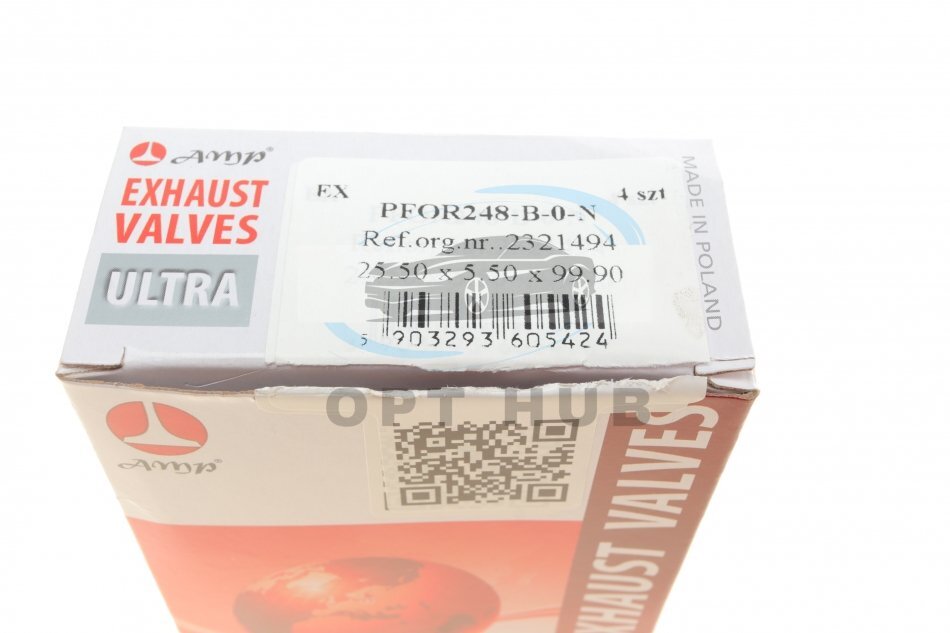 AMP®
EXHAUST
VALVES
ULTRA
EX 4 szt
PFOR248-B-0-N
Ref.org.nr..2321494
25.50 x 5.50 x 99.90
5 903293 605424
MADE IN POLAND
OPT HUB
AMP®
EXHAUST VALVES